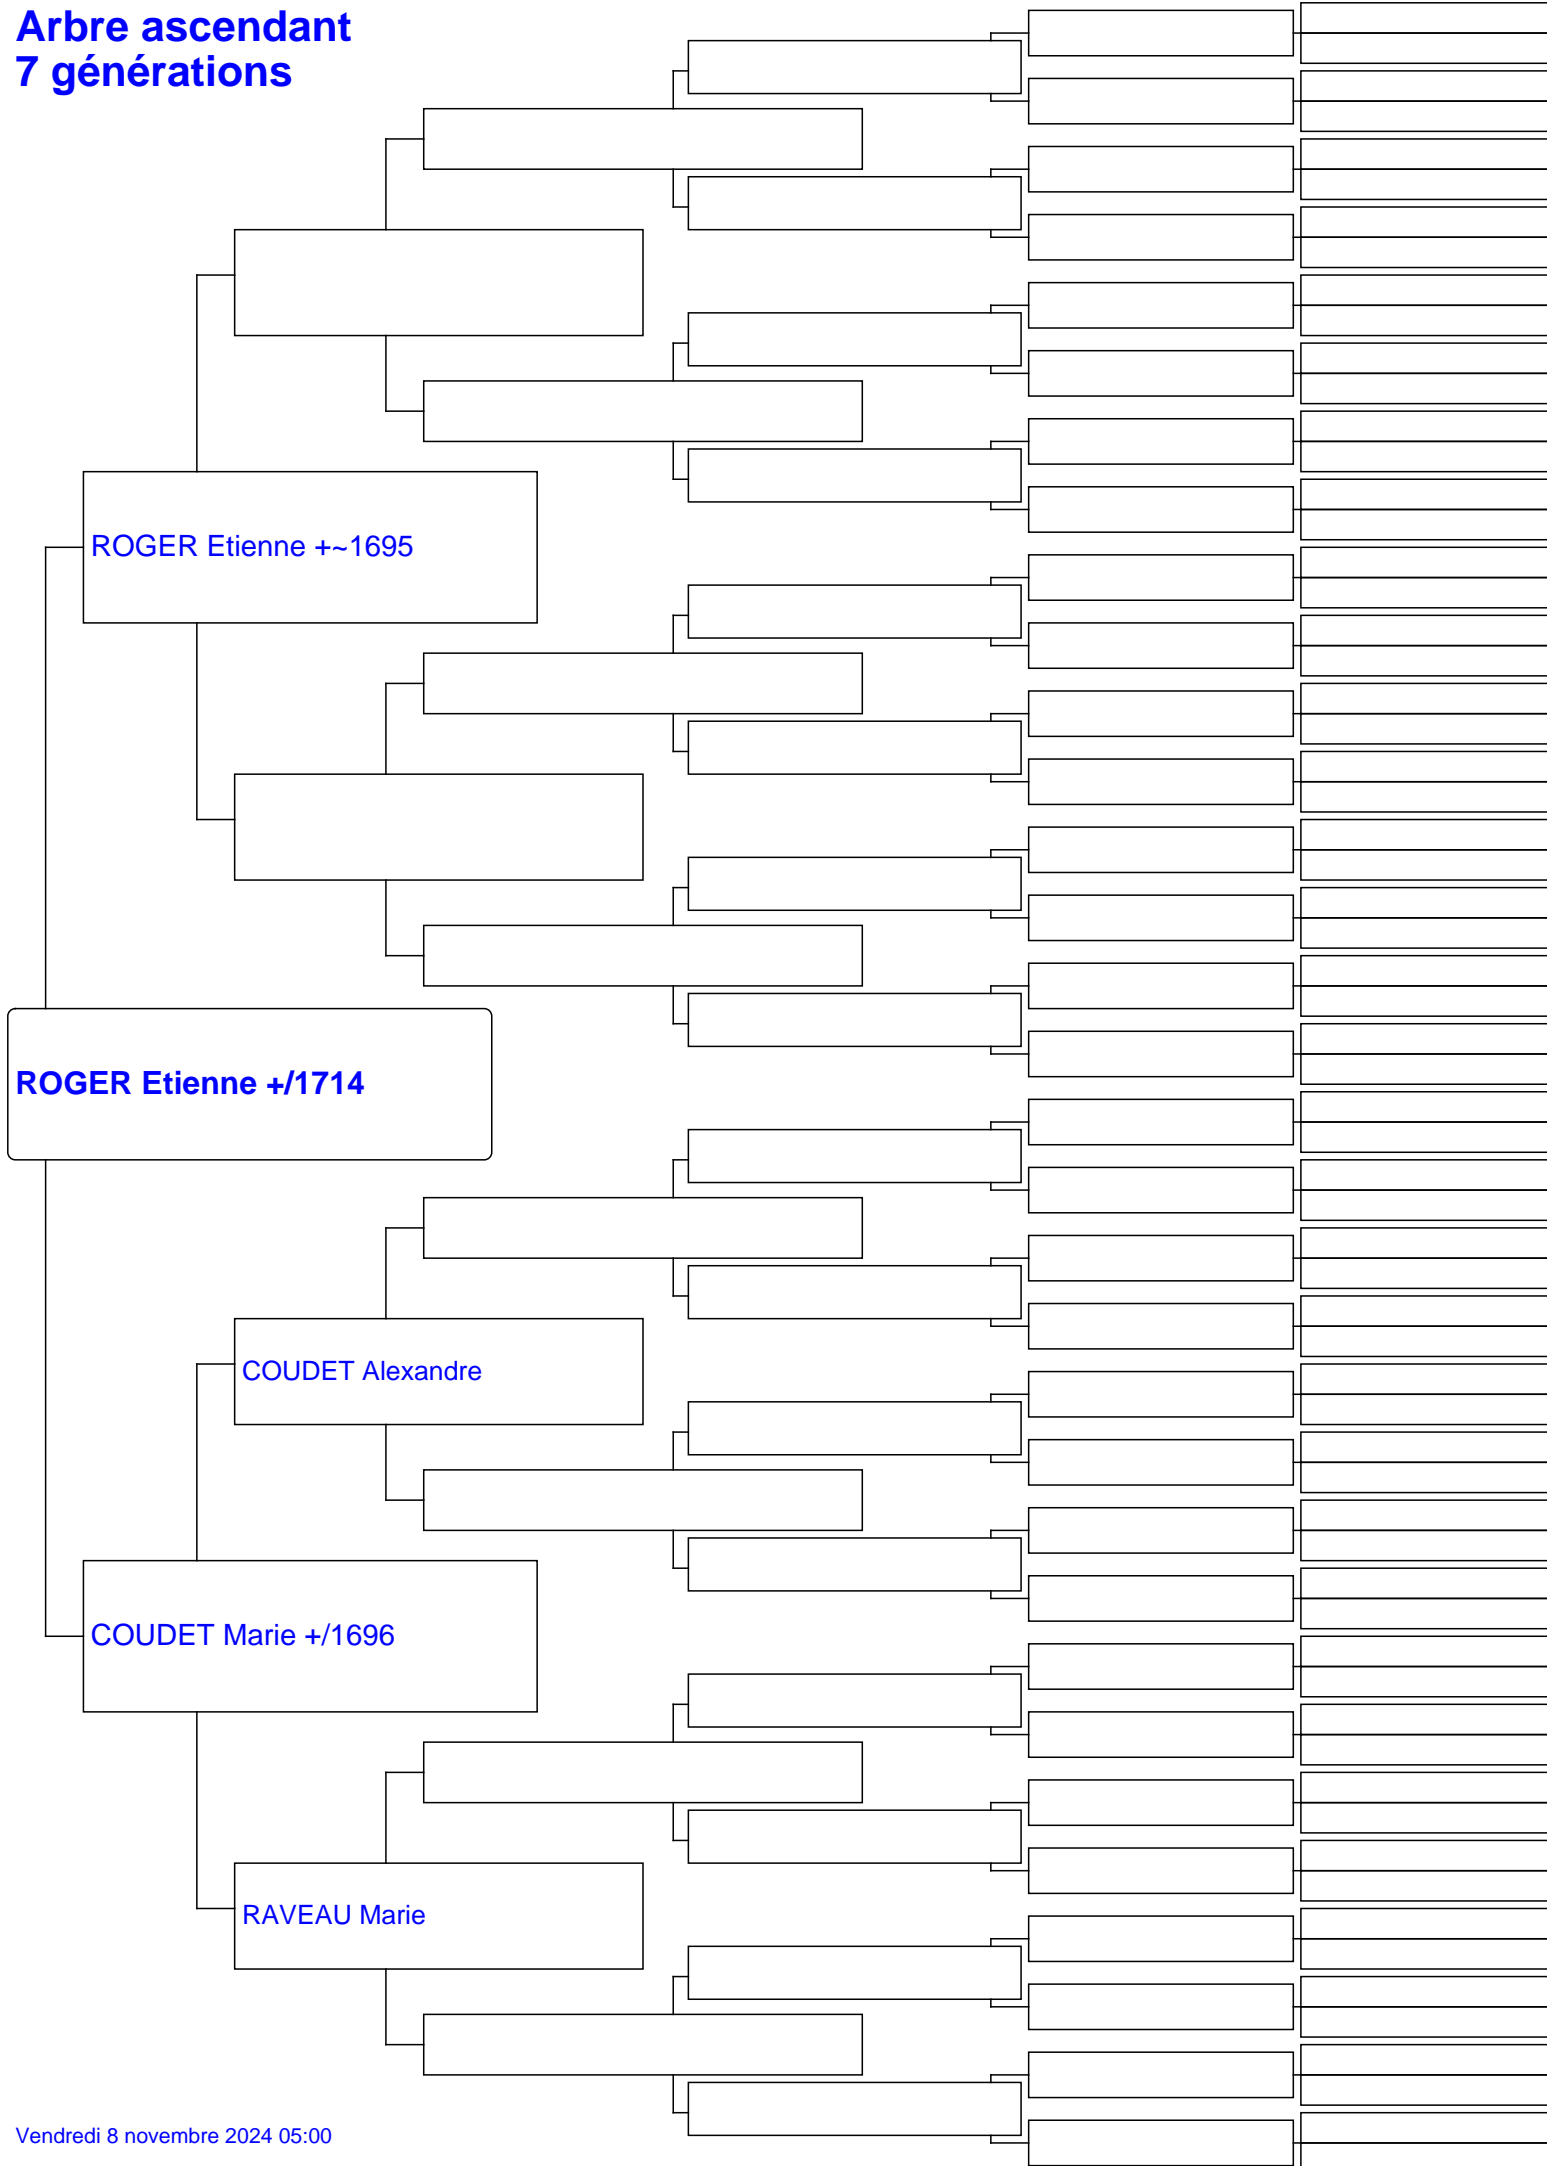 Arbre ascendant
7 générations
ROGER Etienne +~1695
ROGER Etienne +/1714
COUDET Alexandre
COUDET Marie +/1696
RAVEAU Marie
Vendredi 8 novembre 2024 05:00